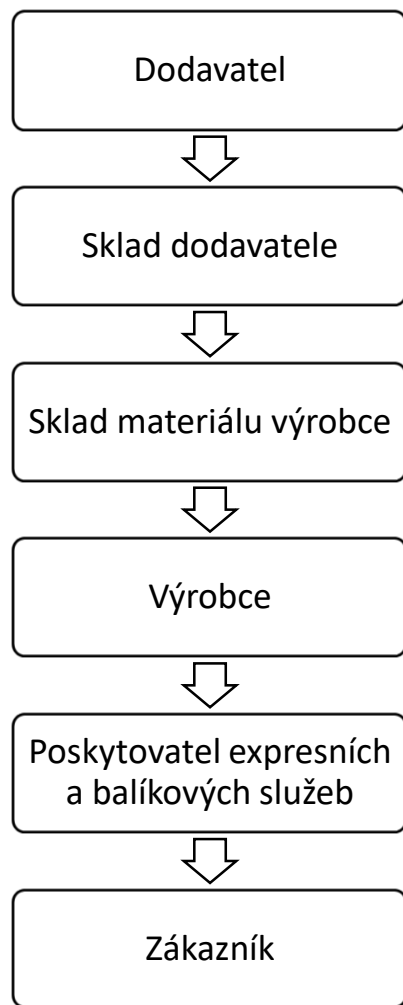 Dodavatel
Sklad dodavatele
Sklad materiálu výrobce
Výrobce
Poskytovatel expresních
a balíkových služeb
Zákazník